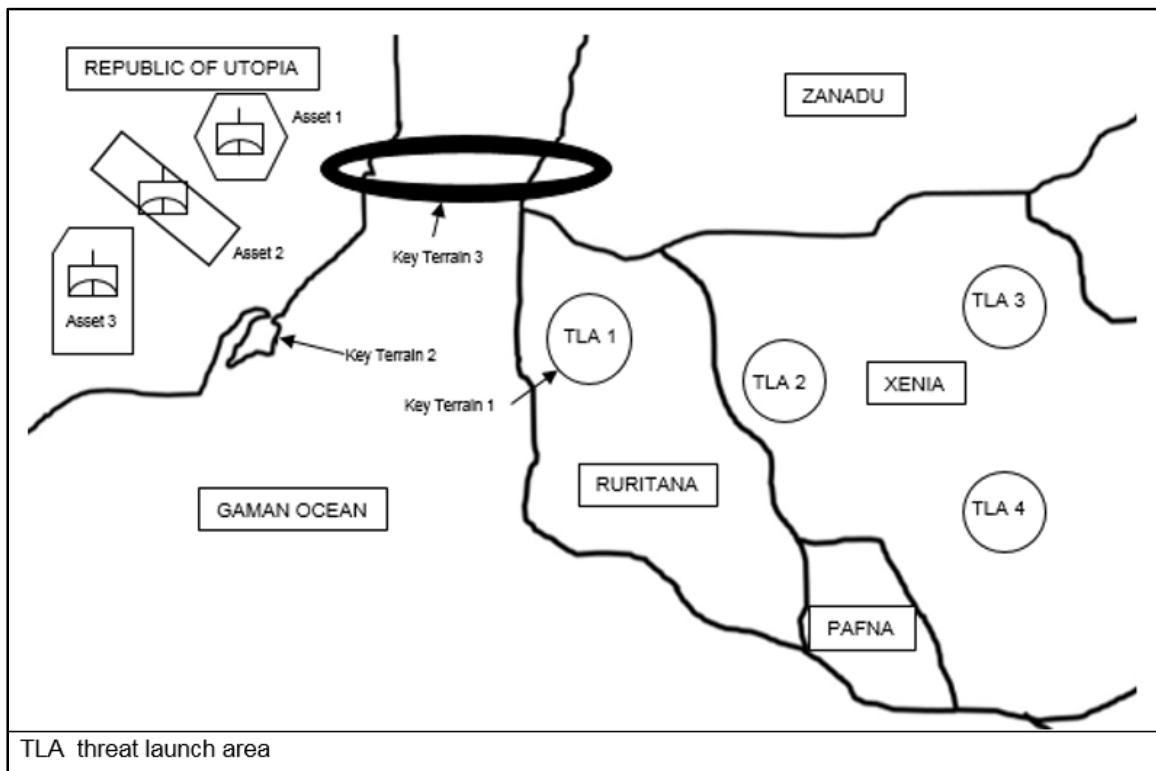 REPUBLIC OF UTOPIA
Asset 1
ZANADU
Asset 2
Key Terrain 3
Asset 3
TLA 1
TLA 3
Key Terrain 2
TLA 2
XENIA
Key Terrain 1
RURITANA
GAMAN OCEAN
TLA 4
PAFNA
TLA threat launch area